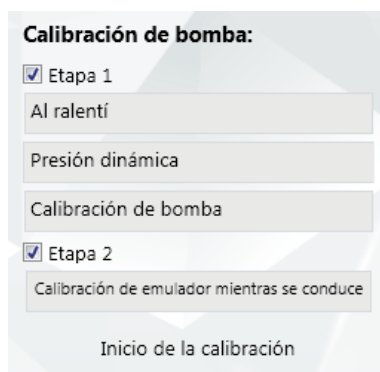 Calibración de bomba:
Etapa 1
Al ralentí
Presión dinámica
Calibración de bomba
Etapa 2
Calibración de emulador mientras se conduce
Inicio de la calibración